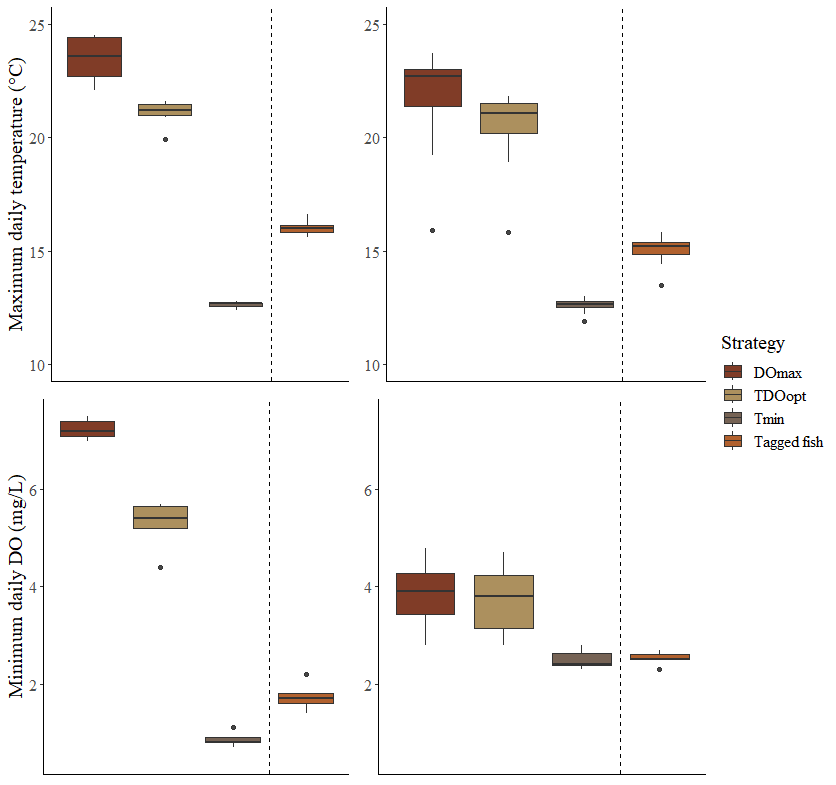 Maximum daily temperature (°C)
25
20
15
10
25
20
15
10
Minimum daily DO (mg/L)
6
4
2
6
4
2
Strategy
DOmax
TDOopt
Tmin
Tagged fish